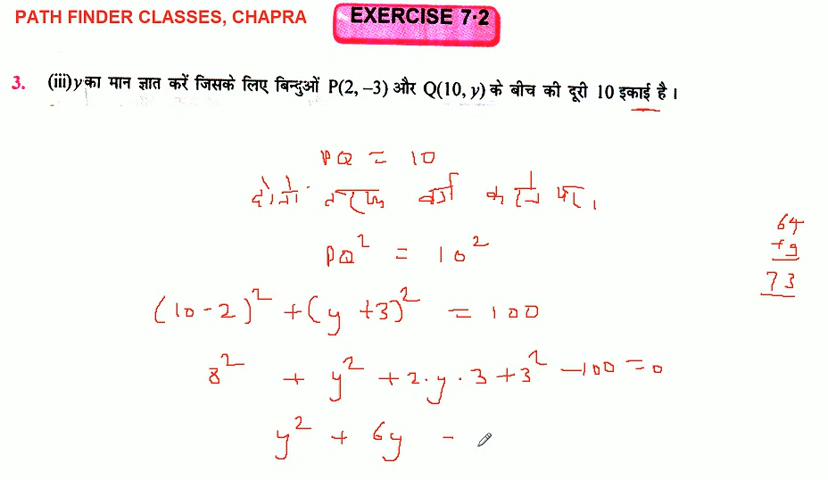 PATH FINDER CLASSES, CHAPRA
EXERCISE 7·2
3. (iii) y का मान ज्ञात करें जिसके लिए बिन्दुओं P(2, –3) और Q(10, y) के बीच की दूरी 10 इकाई है।
PQ = 10
दोनों तरफ वर्ग करने पर।
PQ² = 10²
64
+9
73
(10-2)² + (y +3)² = 100
8² + y² + 2·y·3 + 3² - 100 = 0
y² + 6y -